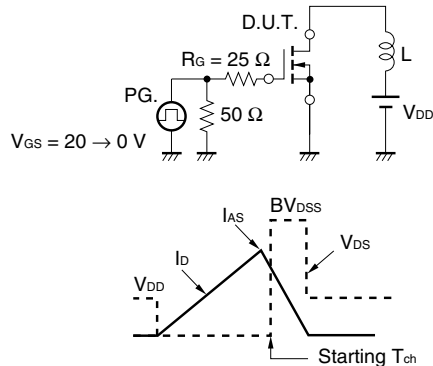 D.U.T.
RG = 25 Ω
L
PG.
50 Ω
VDD
VGS = 20 → 0 V
BVDSS
IAS
ID
VDS
VDD
Starting Tch